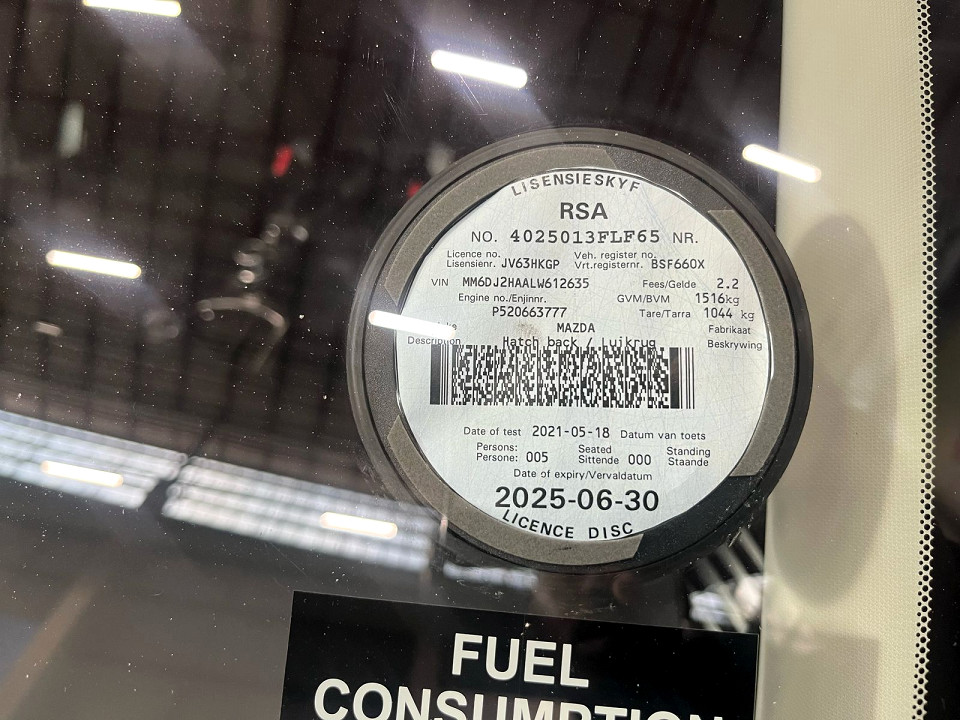 LISENSIESKYF
RSA
NO. 4025013FLF65 NR.
Licence no. Veh. register no.
Lisensienr. JV63HKGP Vrt.registernr. BSF660X
VIN MM6DJ2HAALW612635 Fees/Gelde 2.2
Engine no./Enjinnr. GVM/BVM 1516kg
P520663777 Tare/Tarra 1044 kg
MAZDA Fabrikaat
Description Hatch back / Luikrug Beskrywing
Date of test 2021-05-18 Datum van toets
Persons: Seated Standing
Persone: 005 Sittende 000 Staande
Date of expiry/Vervaldatum
2025-06-30
LICENCE DISC
FUEL
CONSUMPTION